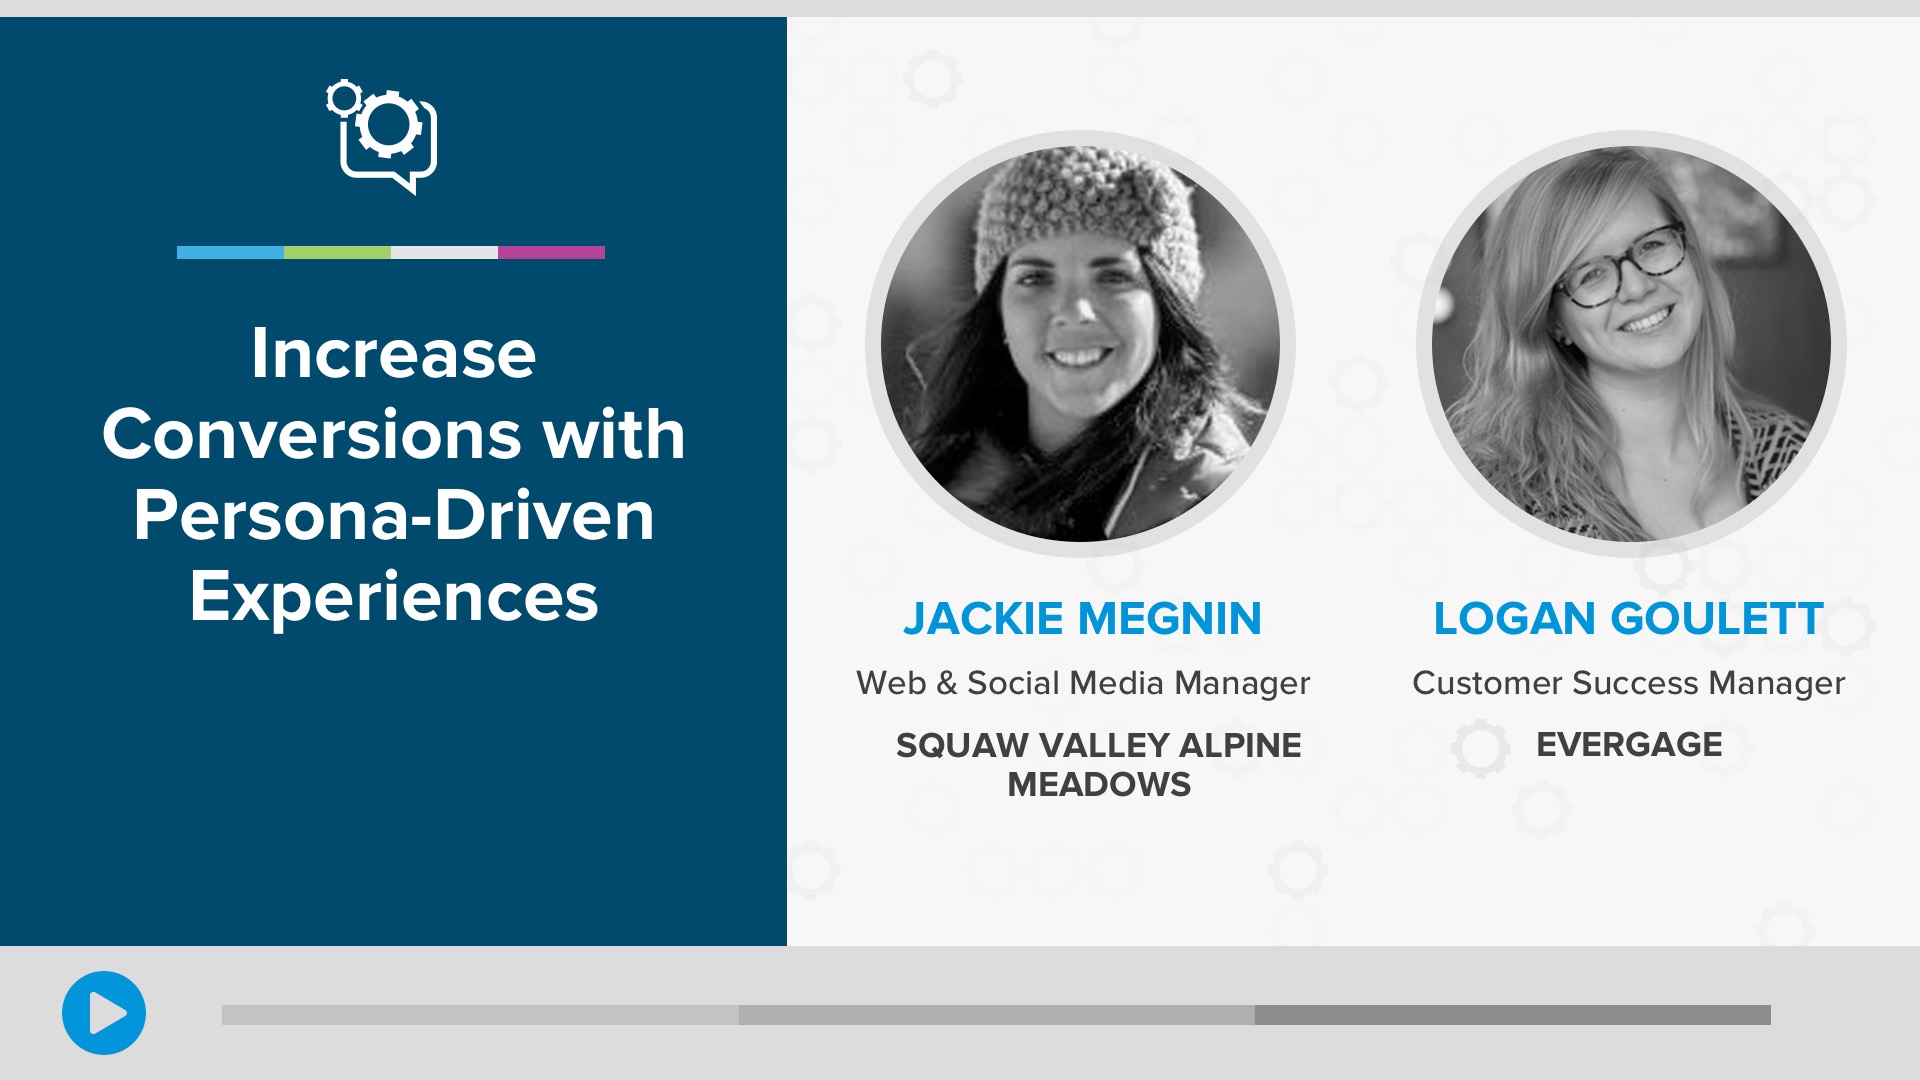 Increase
Conversions with
Persona-Driven
Experiences
JACKIE MEGNIN
Web & Social Media Manager
SQUAW VALLEY ALPINE
MEADOWS
LOGAN GOULETT
Customer Success Manager
EVERGAGE